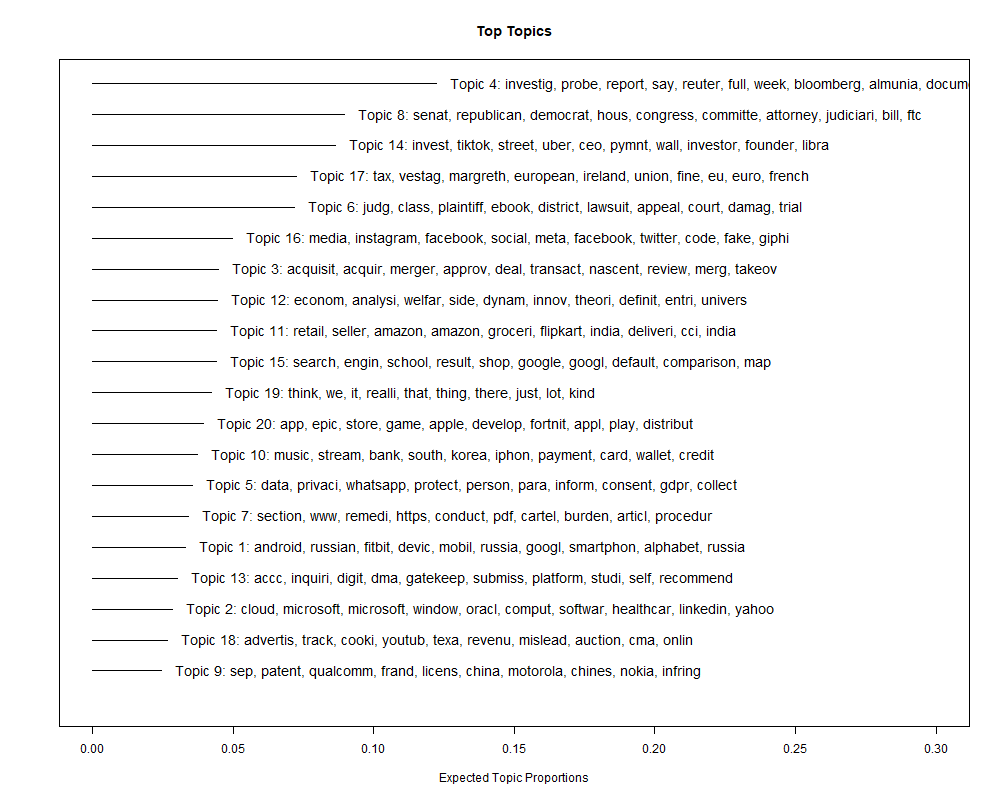 Top Topics
Topic 4: investig, probe, report, say, reuter, full, week, bloomberg, almunia, docum
Topic 8: senat, republican, democrat, hous, congress, committe, attorney, judiciari, bill, ftc
Topic 14: invest, tiktok, street, uber, ceo, pymnt, wall, investor, founder, libra
Topic 17: tax, vestag, margreth, european, ireland, union, fine, eu, euro, french
Topic 6: judg, class, plaintiff, ebook, district, lawsuit, appeal, court, damag, trial
Topic 16: media, instagram, facebook, social, meta, facebook, twitter, code, fake, giphi
Topic 3: acquisit, acquir, merger, approv, deal, transact, nascent, review, merg, takeov
Topic 12: econom, analysi, welfar, side, dynam, innov, theori, definit, entri, univers
Topic 11: retail, seller, amazon, amazon, groceri, flipkart, india, deliveri, cci, india
Topic 15: search, engin, school, result, shop, google, googl, default, comparison, map
Topic 19: think, we, it, realli, that, thing, there, just, lot, kind
Topic 20: app, epic, store, game, apple, develop, fortnit, appl, play, distribut
Topic 10: music, stream, bank, south, korea, iphon, payment, card, wallet, credit
Topic 5: data, privaci, whatsapp, protect, person, para, inform, consent, gdpr, collect
Topic 7: section, www, remedi, https, conduct, pdf, cartel, burden, articl, procedur
Topic 1: android, russian, fitbit, devic, mobil, russia, googl, smartphon, alphabet, russia
Topic 13: accc, inquiri, digit, dma, gatekeep, submiss, platform, studi, self, recommend
Topic 2: cloud, microsoft, microsoft, window, oracl, comput, softwar, healthcar, linkedin, yahoo
Topic 18: advertis, track, cooki, youtub, texa, revenu, mislead, auction, cma, onlin
Topic 9: sep, patent, qualcomm, frand, licens, china, motorola, chines, nokia, infring
0.00 0.05 0.10 0.15 0.20 0.25 0.30
Expected Topic Proportions